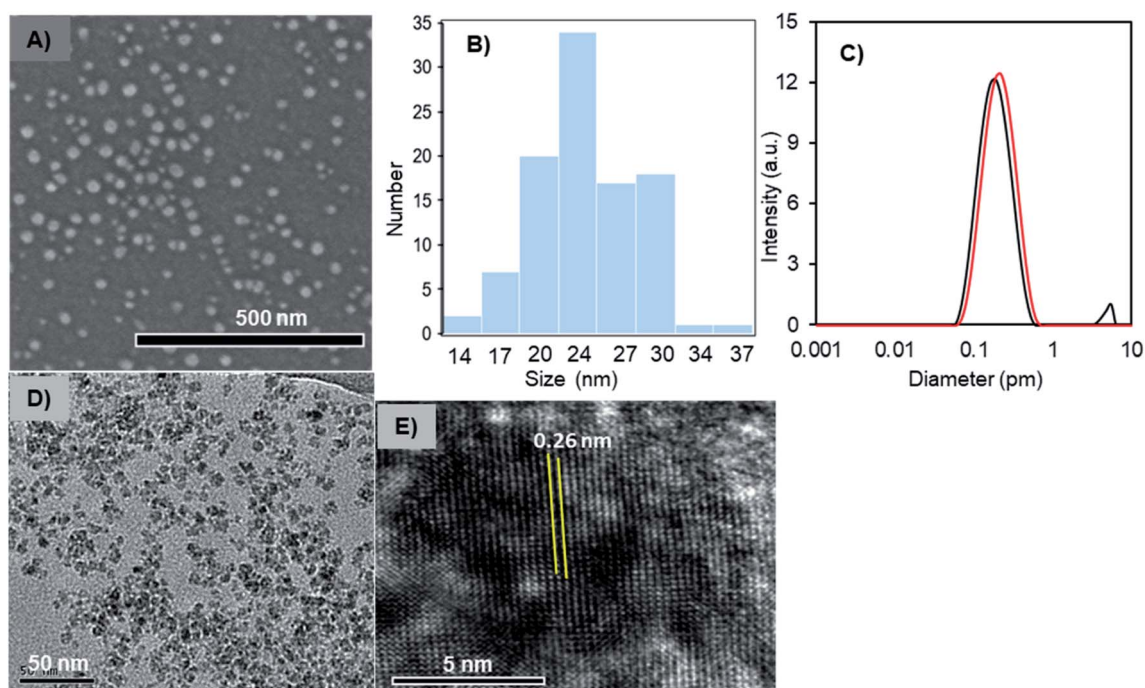 A)
500 nm
B)
35
30
25
20
15
10
5
0
Number
14 17 20 24 27 30 34 37
Size (nm)
C)
15
12
9
6
3
0
Intensity (a.u.)
0.001 0.01 0.1 1 10
Diameter (pm)
D)
50 nm
50 nm
E)
0.26 nm
5 nm